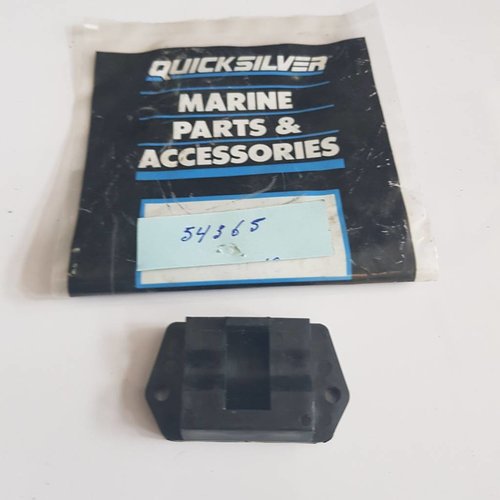 QUICKSILVER
MARINE
PARTS &
ACCESSORIES
54365